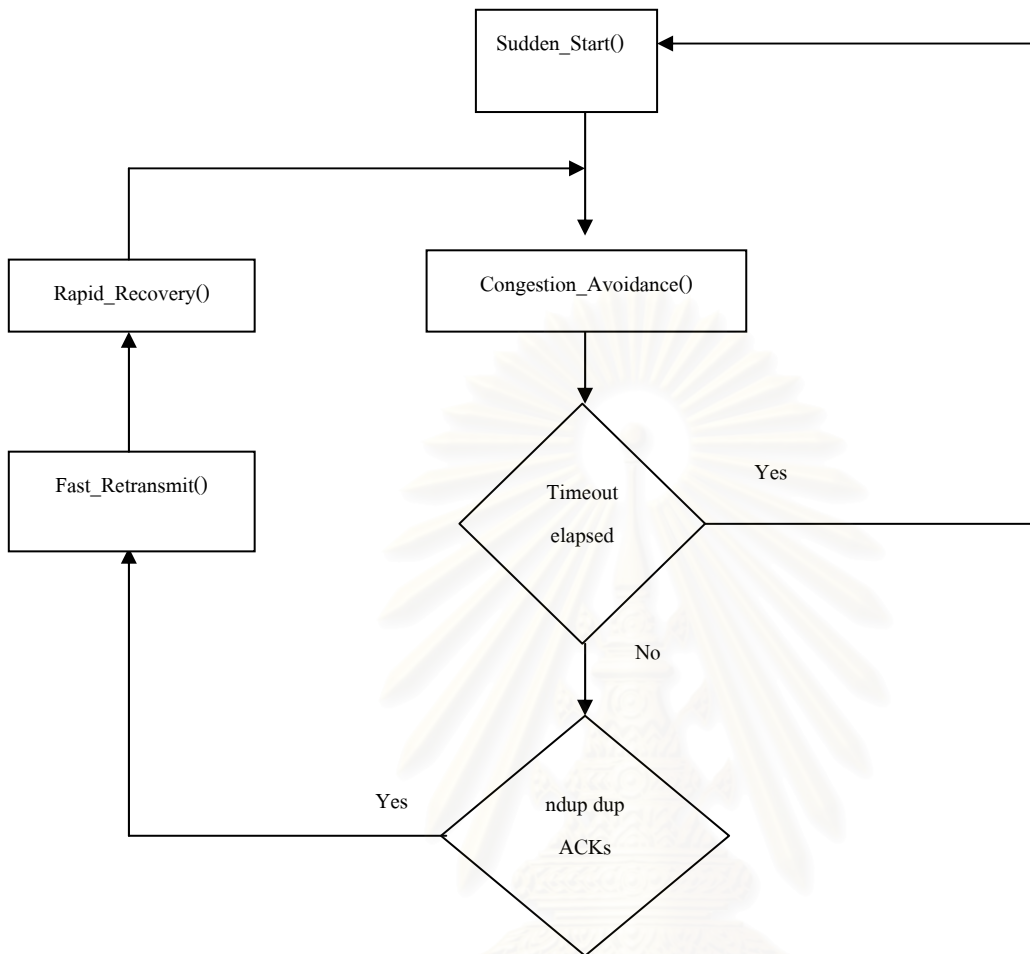 Sudden_Start()
Rapid_Recovery()
Congestion_Avoidance()
Fast_Retransmit()
Timeout
elapsed
Yes
No
Yes
ndup dup
ACKs